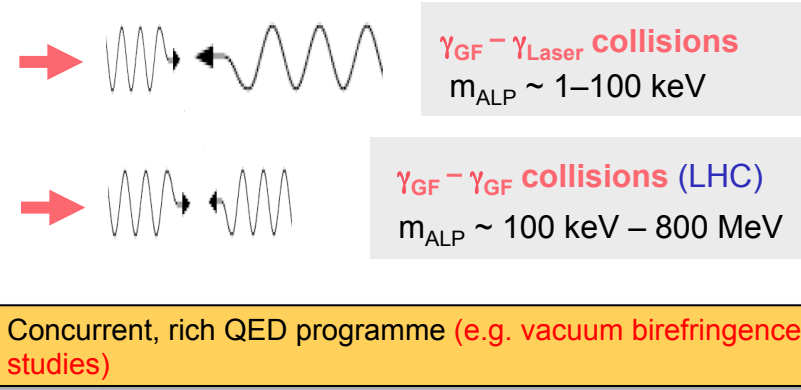 γGF – γLaser collisions
mALP ~ 1–100 keV
γGF – γGF collisions (LHC)
mALP ~ 100 keV – 800 MeV
Concurrent, rich QED programme (e.g. vacuum birefringence
studies)